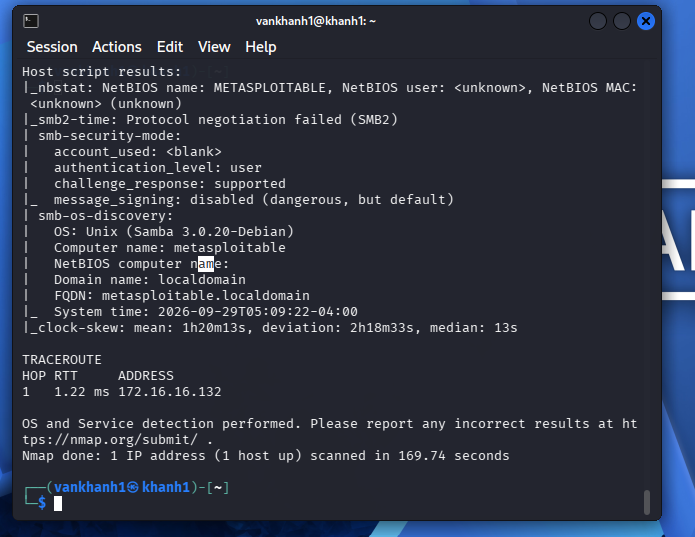 vankhanh1@khanh1: ~
Session Actions Edit View Help
Host script results:
|_nbstat: NetBIOS name: METASPLOITABLE, NetBIOS user: <unknown>, NetBIOS MAC:
<unknown> (unknown)
|_smb2-time: Protocol negotiation failed (SMB2)
| smb-security-mode:
|   account_used: <blank>
|   authentication_level: user
|   challenge_response: supported
|_  message_signing: disabled (dangerous, but default)
| smb-os-discovery:
|   OS: Unix (Samba 3.0.20-Debian)
|   Computer name: metasploitable
|   NetBIOS computer name:
|   Domain name: localdomain
|   FQDN: metasploitable.localdomain
|_  System time: 2026-09-29T05:09:22-04:00
|_clock-skew: mean: 1h20m13s, deviation: 2h18m33s, median: 13s
TRACEROUTE
HOP RTT     ADDRESS
1   1.22 ms 172.16.16.132
OS and Service detection performed. Please report any incorrect results at ht
tps://nmap.org/submit/ .
Nmap done: 1 IP address (1 host up) scanned in 169.74 seconds
┌──(vankhanh1㉿khanh1)-[~]
└─$